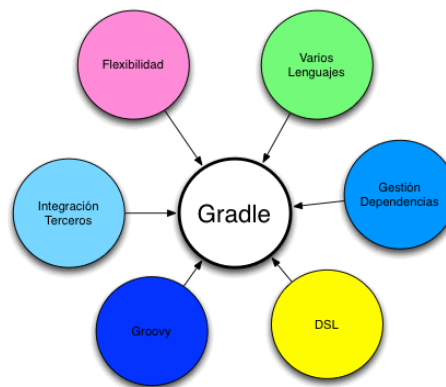 Flexibilidad
Varios
Lenguajes
Integración
Terceros
Gradle
Gestión
Dependencias
Groovy
DSL